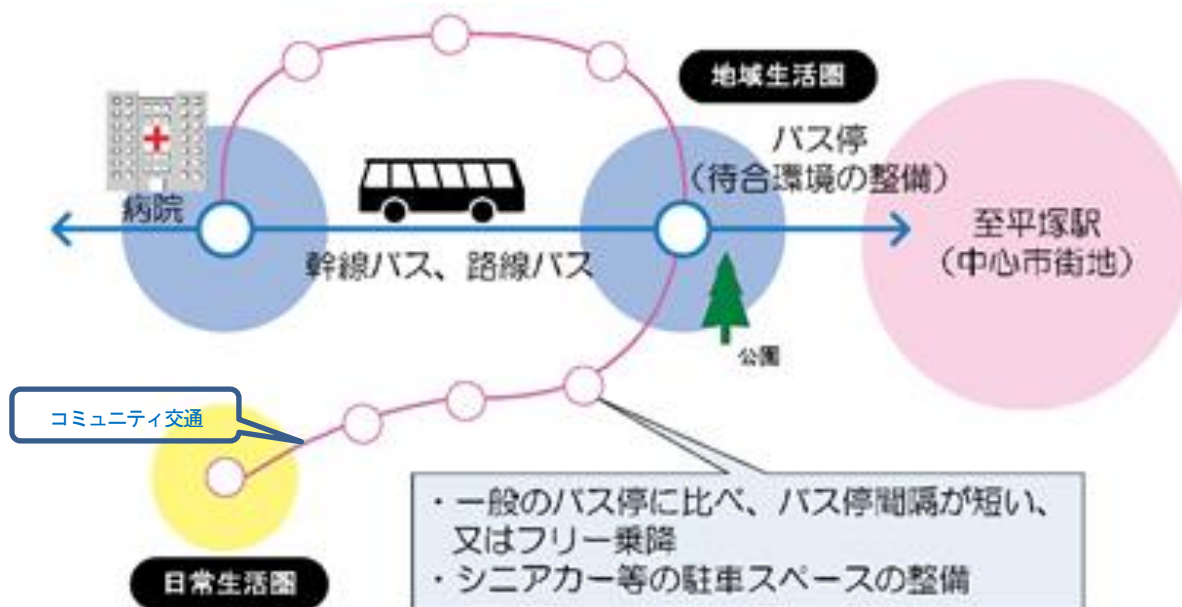 地域生活圏
バス停
(待合環境の整備)
病院
至平塚駅
(中心市街地)
幹線バス、路線バス
公園
コミュニティ交通
・一般のバス停に比べ、バス停間隔が短い、
又はフリー乗降
・シニアカー等の駐車スペースの整備
日常生活圏